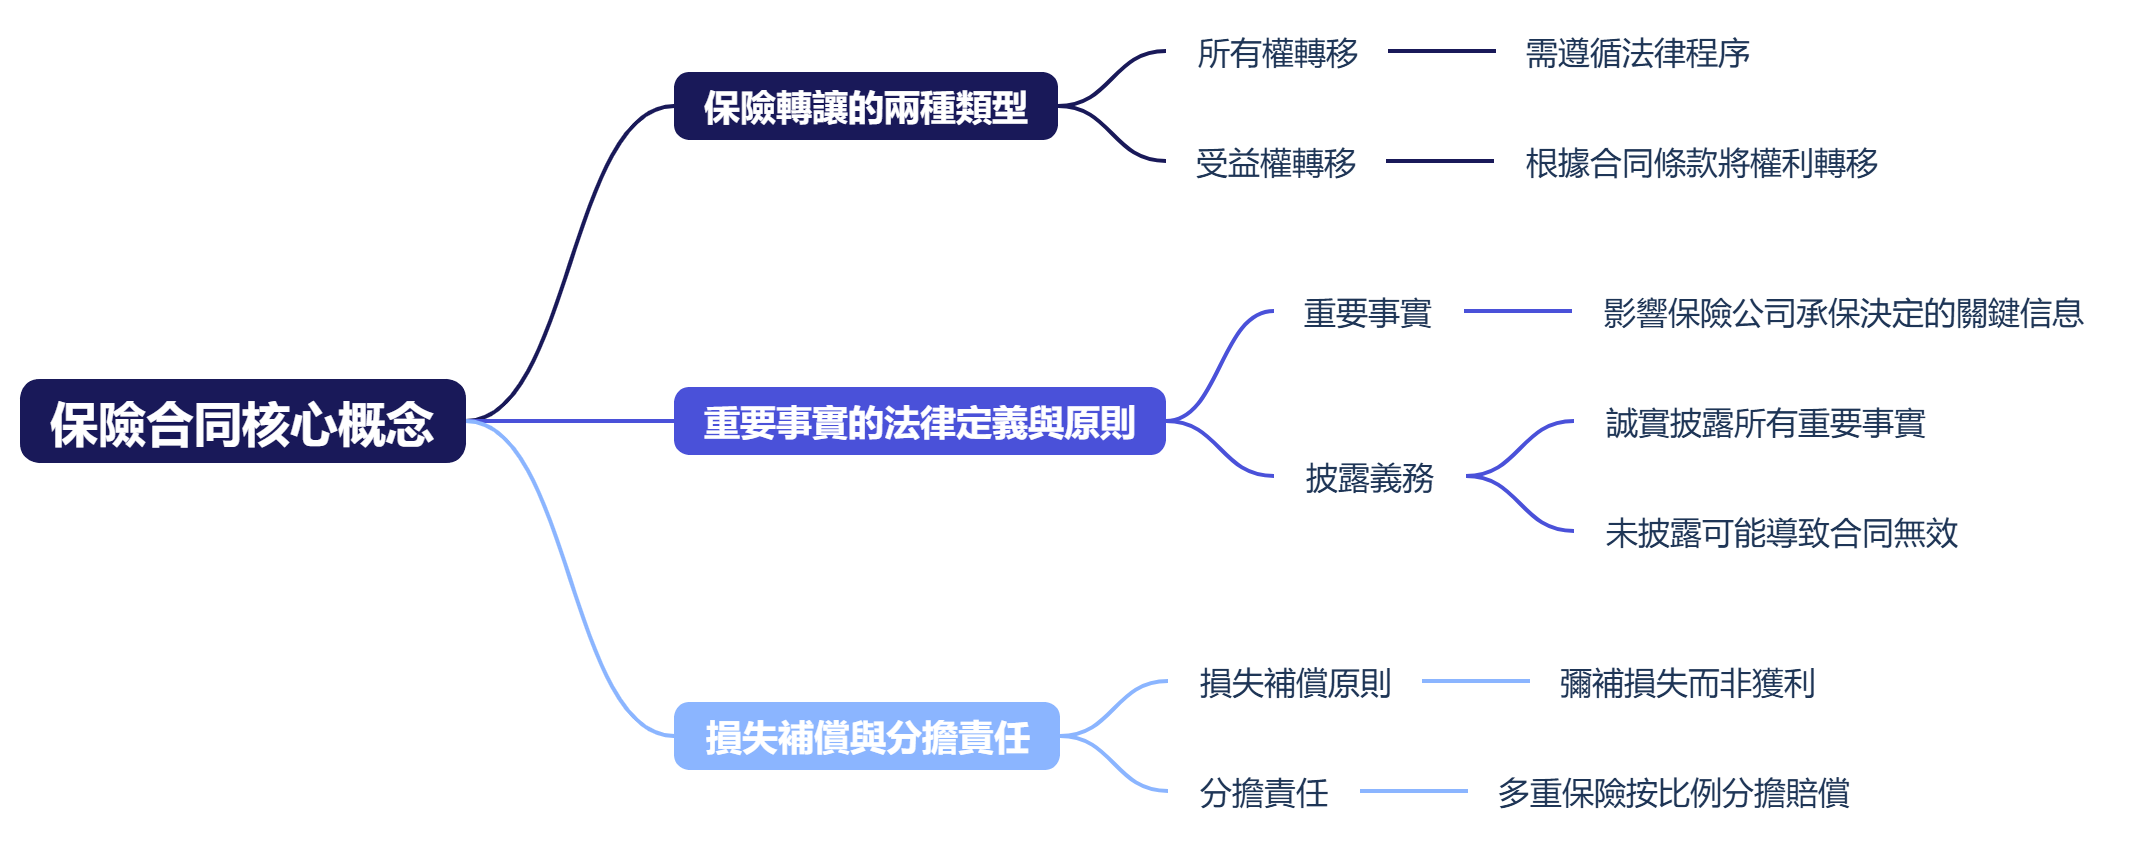 保險合同核心概念
保險轉讓的兩種類型
所有權轉移
需遵循法律程序
受益權轉移
根據合同條款將權利轉移
重要事實的法律定義與原則
重要事實
影響保險公司承保決定的關鍵信息
披露義務
誠實披露所有重要事實
未披露可能導致合同無效
損失補償與分擔責任
損失補償原則
彌補損失而非獲利
分擔責任
多重保險按比例分擔賠償